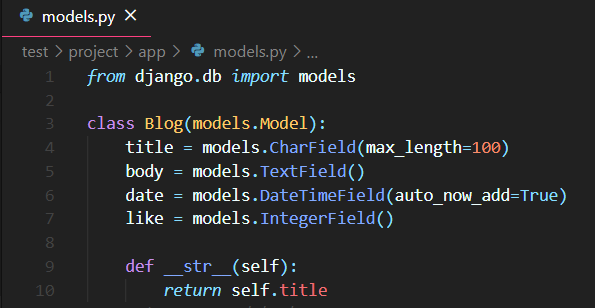 models.py ×
test > project > app > models.py > ...
1 from django.db import models
2
3 class Blog(models.Model):
4     title = models.CharField(max_length=100)
5     body = models.TextField()
6     date = models.DateTimeField(auto_now_add=True)
7     like = models.IntegerField()
8
9     def __str__(self):
10         return self.title